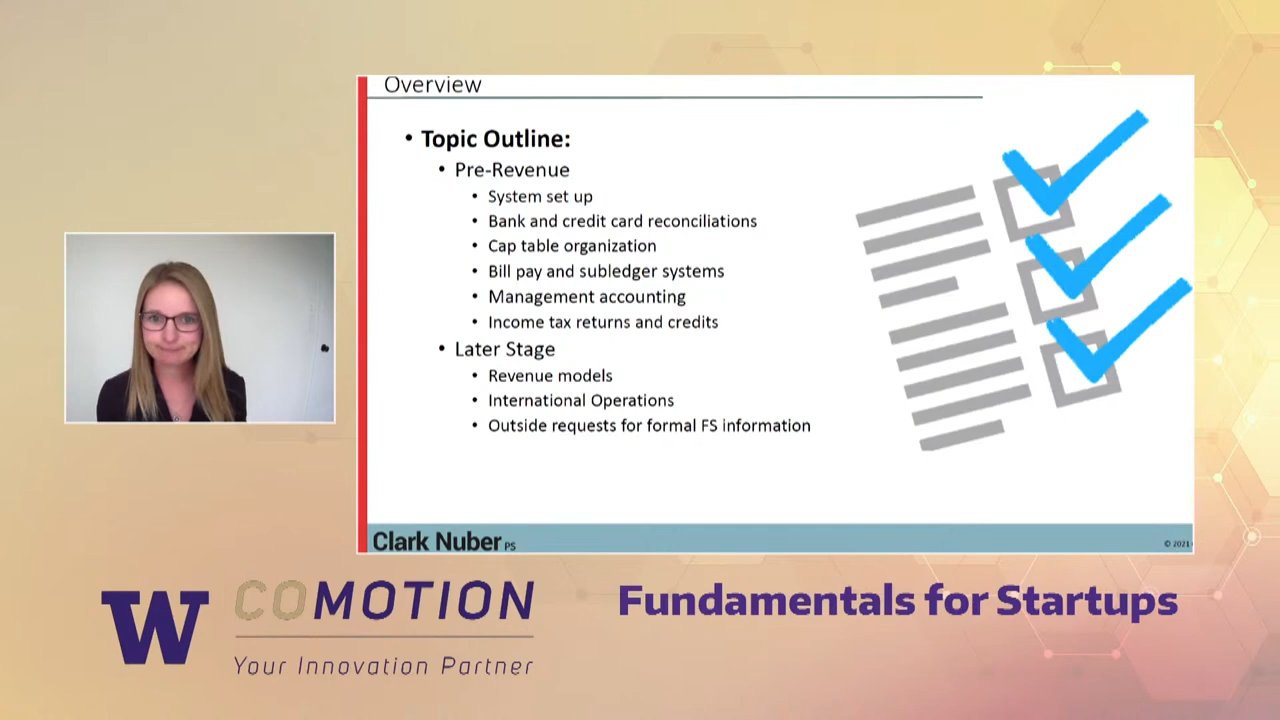 Overview
• Topic Outline:
• Pre-Revenue
• System set up
• Bank and credit card reconciliations
• Cap table organization
• Bill pay and subledger systems
• Management accounting
• Income tax returns and credits
• Later Stage
• Revenue models
• International Operations
• Outside requests for formal FS information
Clark Nuber PS
© 2021
W COMOTION
Your Innovation Partner
Fundamentals for Startups